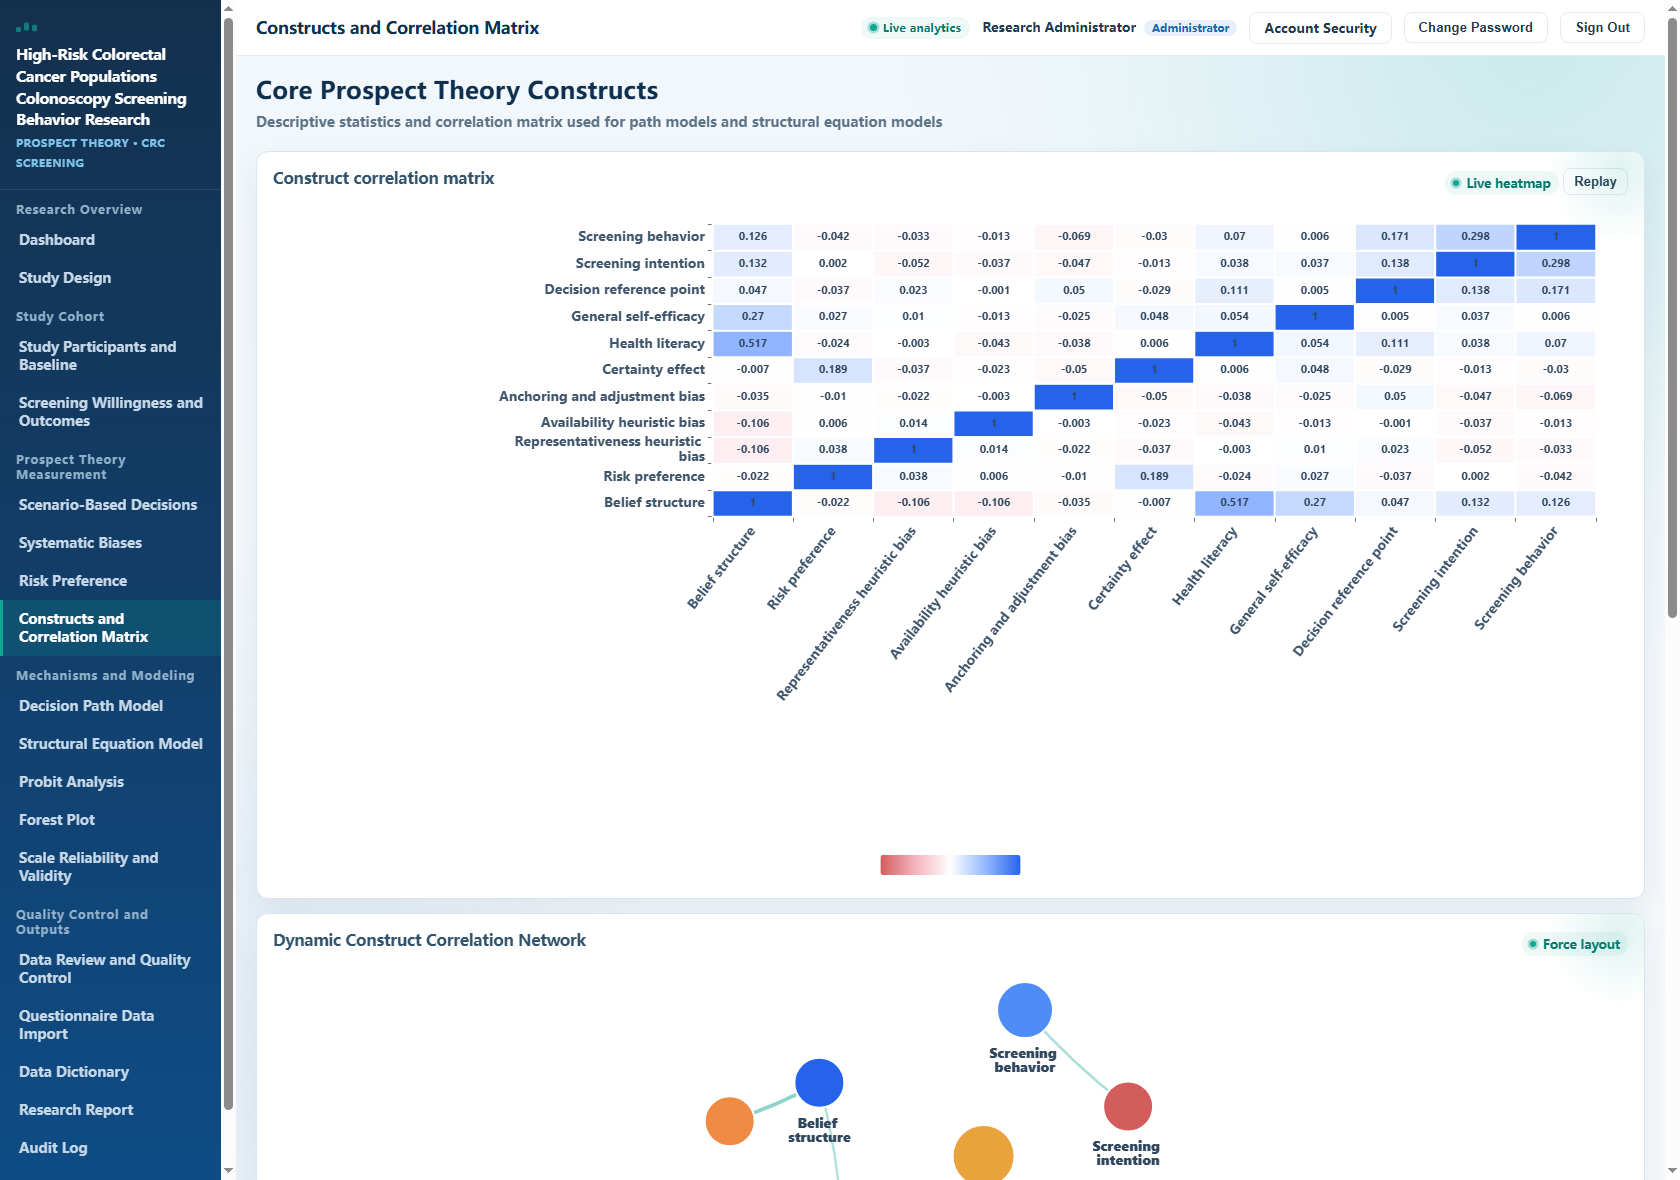 High-Risk Colorectal
Cancer Populations
Colonoscopy Screening
Behavior Research
PROSPECT THEORY • CRC
SCREENING
Research Overview
Dashboard
Study Design
Study Cohort
Study Participants and
Baseline
Screening Willingness and
Outcomes
Prospect Theory
Measurement
Scenario-Based Decisions
Systematic Biases
Risk Preference
Constructs and
Correlation Matrix
Mechanisms and Modeling
Decision Path Model
Structural Equation Model
Probit Analysis
Forest Plot
Scale Reliability and
Validity
Quality Control and
Outputs
Data Review and Quality
Control
Questionnaire Data
Import
Data Dictionary
Research Report
Audit Log
Constructs and Correlation Matrix
Live analytics Research Administrator Administrator Account Security Change Password Sign Out
Core Prospect Theory Constructs
Descriptive statistics and correlation matrix used for path models and structural equation models
Construct correlation matrix
Live heatmap Replay
Screening behavior 0.126 -0.042 -0.033 -0.013 -0.069 -0.03 0.07 0.006 0.171 0.298 1
Screening intention 0.132 0.002 -0.052 -0.037 -0.047 -0.013 0.038 0.037 0.138 1 0.298
Decision reference point 0.047 -0.037 0.023 -0.001 0.05 -0.029 0.111 0.005 1 0.138 0.171
General self-efficacy 0.27 0.027 0.01 -0.013 -0.025 0.048 0.054 1 0.005 0.037 0.006
Health literacy 0.517 -0.024 -0.003 -0.043 -0.038 0.006 1 0.054 0.111 0.038 0.07
Certainty effect -0.007 0.189 -0.037 -0.023 -0.05 1 0.006 0.048 -0.029 -0.013 -0.03
Anchoring and adjustment bias -0.035 -0.01 -0.022 -0.003 1 -0.05 -0.038 -0.025 0.05 -0.047 -0.069
Availability heuristic bias -0.106 0.006 0.014 1 -0.003 -0.023 -0.043 -0.013 -0.001 -0.037 -0.013
Representativeness heuristic
bias -0.106 0.038 1 0.014 -0.022 -0.037 -0.003 0.01 0.023 -0.052 -0.033
Risk preference -0.022 1 0.038 0.006 -0.01 0.189 -0.024 0.027 -0.037 0.002 -0.042
Belief structure 1 -0.022 -0.106 -0.106 -0.035 -0.007 0.517 0.27 0.047 0.132 0.126
Belief structure
Risk preference
Representativeness heuristic bias
Availability heuristic bias
Anchoring and adjustment bias
Certainty effect
Health literacy
General self-efficacy
Decision reference point
Screening intention
Screening behavior
Dynamic Construct Correlation Network
Force layout
Screening
behavior
Belief
structure
Screening
intention